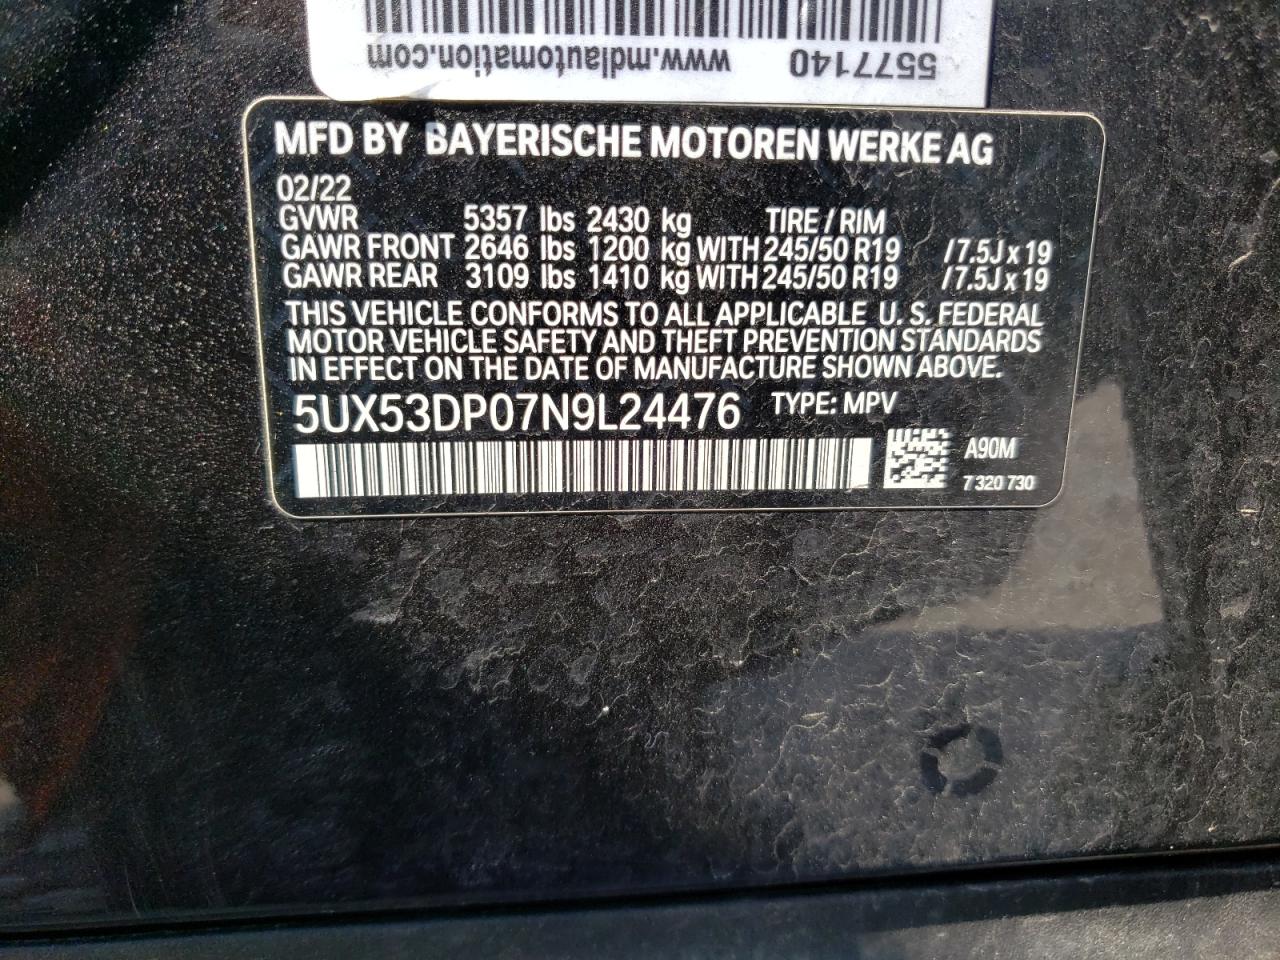 5577140 www.mdlautomation.com
MFD BY BAYERISCHE MOTOREN WERKE AG
02/22
GVWR 5357 lbs 2430 kg TIRE / RIM
GAWR FRONT 2646 lbs 1200 kg WITH 245/50 R19 /7.5J x 19
GAWR REAR 3109 lbs 1410 kg WITH 245/50 R19 /7.5J x 19
THIS VEHICLE CONFORMS TO ALL APPLICABLE U. S. FEDERAL
MOTOR VEHICLE SAFETY AND THEFT PREVENTION STANDARDS
IN EFFECT ON THE DATE OF MANUFACTURE SHOWN ABOVE.
5UX53DP07N9L24476 TYPE: MPV
A90M
7 320 730